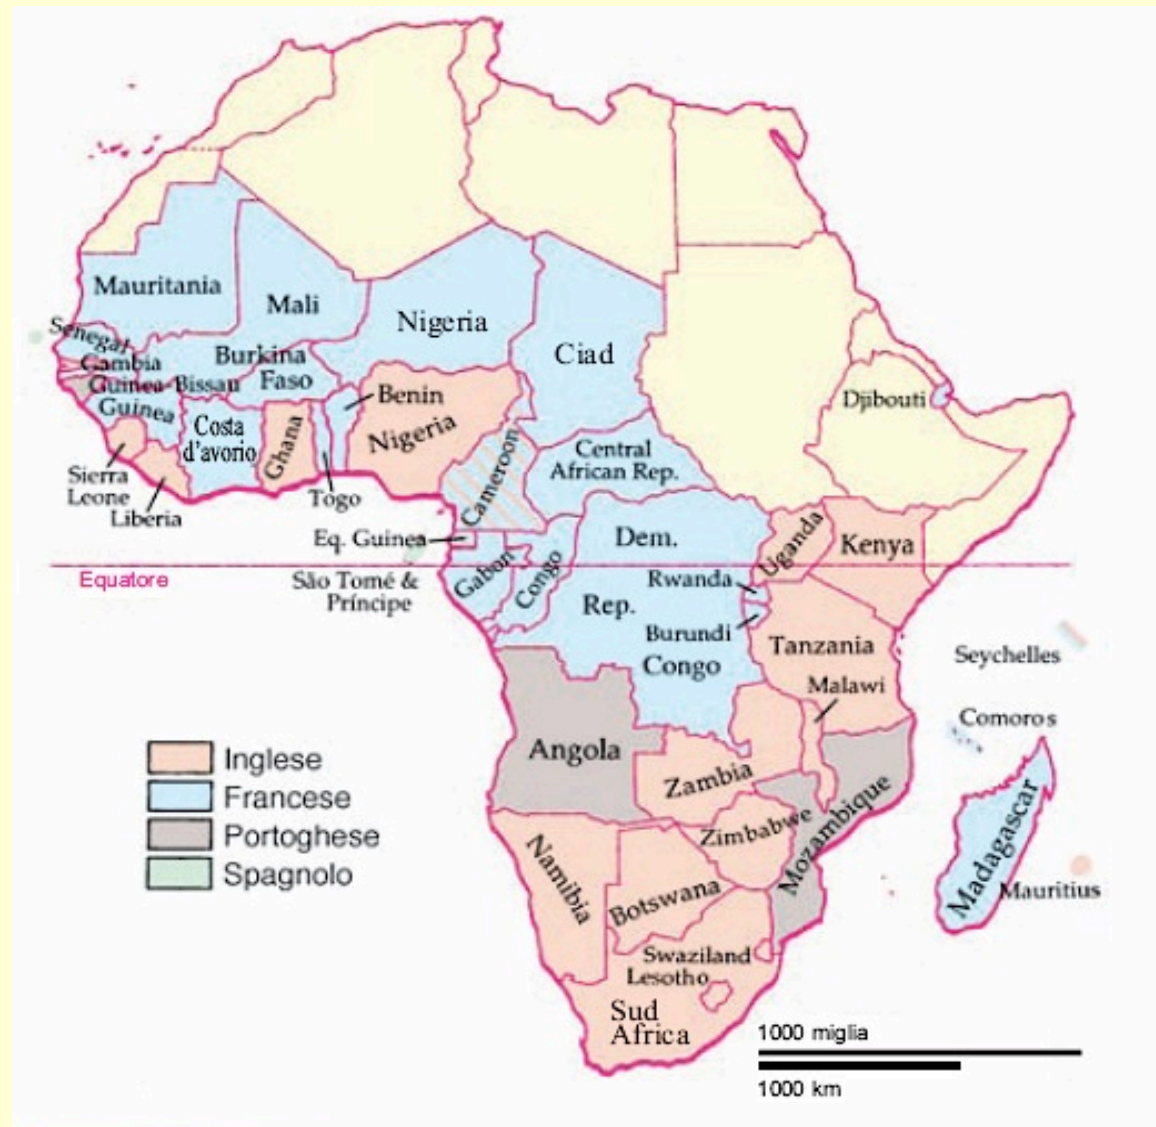 Mauritania
Mali
Nigeria
Ciad
Senegal
Gambia
Guinea-Bissau
Guinea
Burkina
Faso
Costa
d'avorio
Ghana
Benin
Nigeria
Cameroon
Central
African Rep.
Djibouti
Sierra
Leone
Liberia
Togo
Eq. Guinea
São Tomé &
Príncipe
Equatore
Gabon
Congo
Dem.
Rep.
Congo
Uganda
Kenya
Rwanda
Burundi
Tanzania
Malawi
Seychelles
Comoros
Angola
Zambia
Zimbabwe
Mozambique
Madagascar
Mauritius
Namibia
Botswana
Swaziland
Lesotho
Sud
Africa
Inglese
Francese
Portoghese
Spagnolo
1000 miglia
1000 km